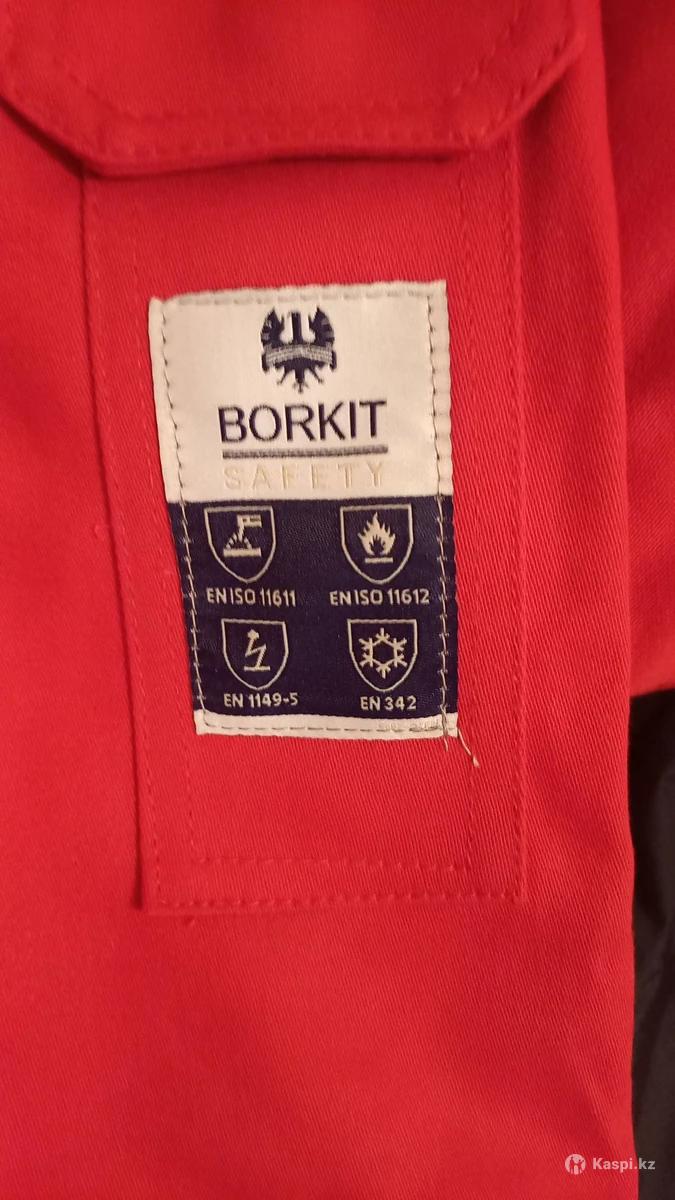 BORKIT
SAFETY
EN ISO 11611
EN ISO 11612
EN 1149-5
EN 342
Kaspi.kz